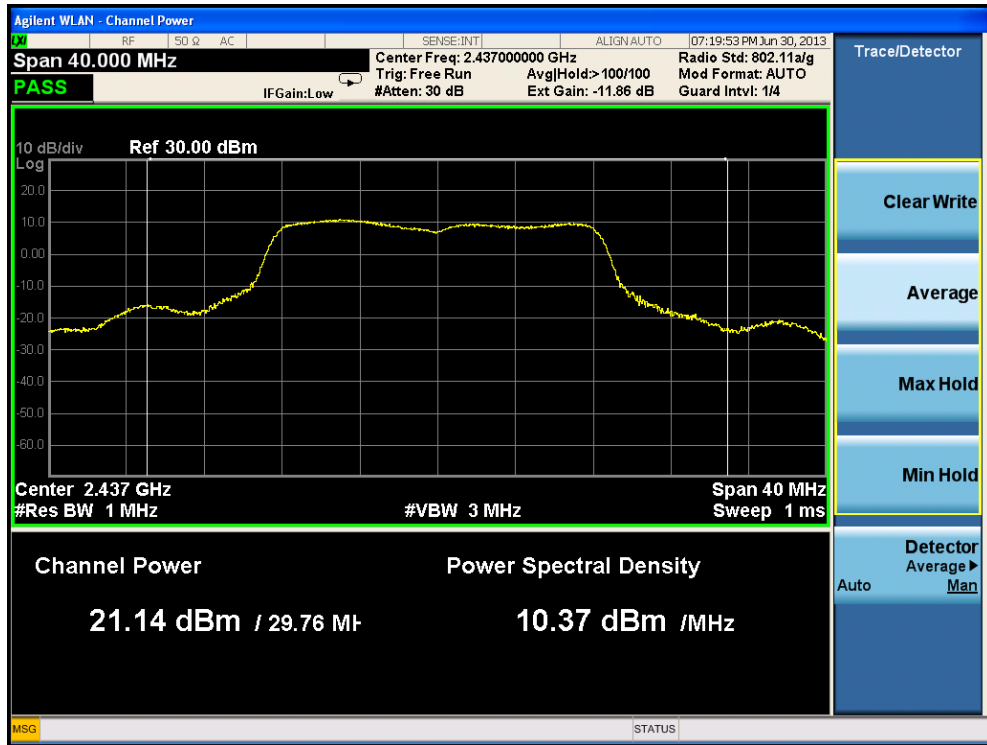 Agilent WLAN - Channel Power
LXI RF 50 Ω AC SENSE:INT ALIGN AUTO 07:19:53 PM Jun 30, 2013
Span 40.000 MHz
PASS
IFGain:Low
Center Freq: 2.437000000 GHz
Trig: Free Run Avg|Hold:> 100/100
#Atten: 30 dB Ext Gain: -11.86 dB
Radio Std: 802.11a/g
Mod Format: AUTO
Guard Intvl: 1/4
10 dB/div Ref 30.00 dBm
Log
20.0
10.0
0.00
-10.0
-20.0
-30.0
-40.0
-50.0
-60.0
Center 2.437 GHz Span 40 MHz
#Res BW 1 MHz #VBW 3 MHz Sweep 1 ms
Channel Power Power Spectral Density
21.14 dBm / 29.76 MH 10.37 dBm /MHz
MSG STATUS
Trace/Detector
Clear Write
Average
Max Hold
Min Hold
Detector
Average▶
Auto Man